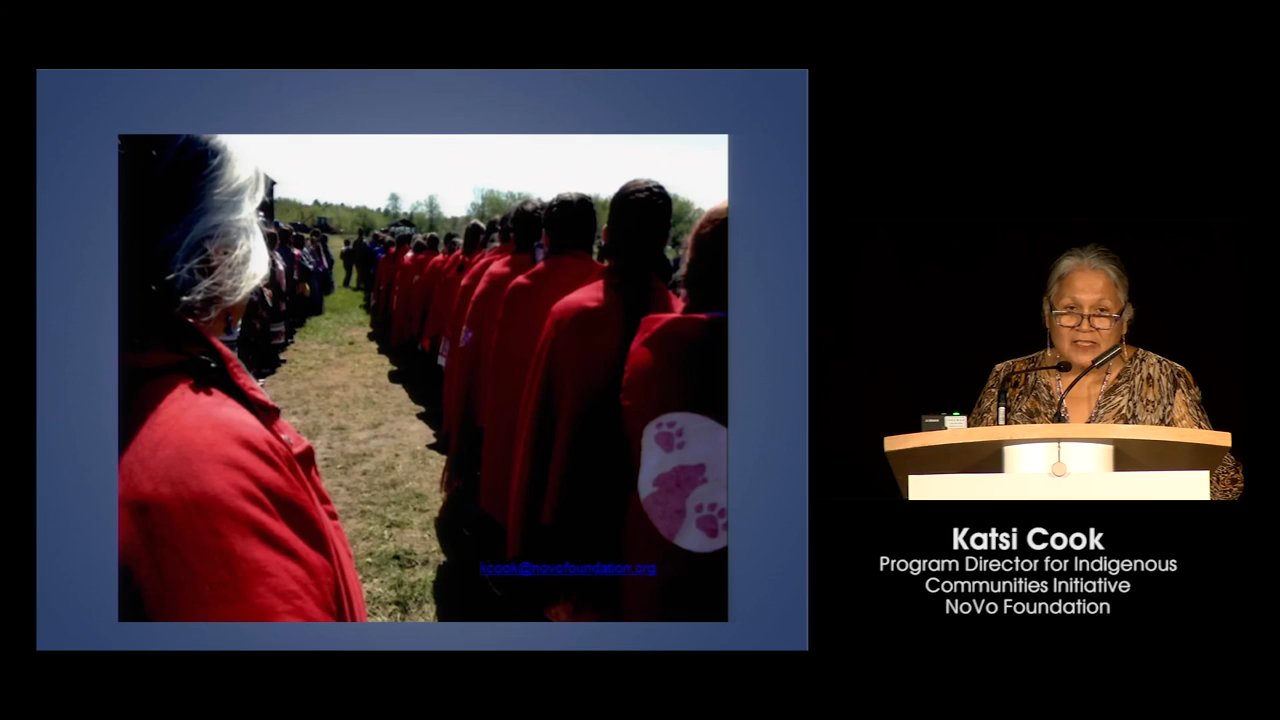 kcook@novofoundation.org
Katsi Cook
Program Director for Indigenous
Communities Initiative
NoVo Foundation